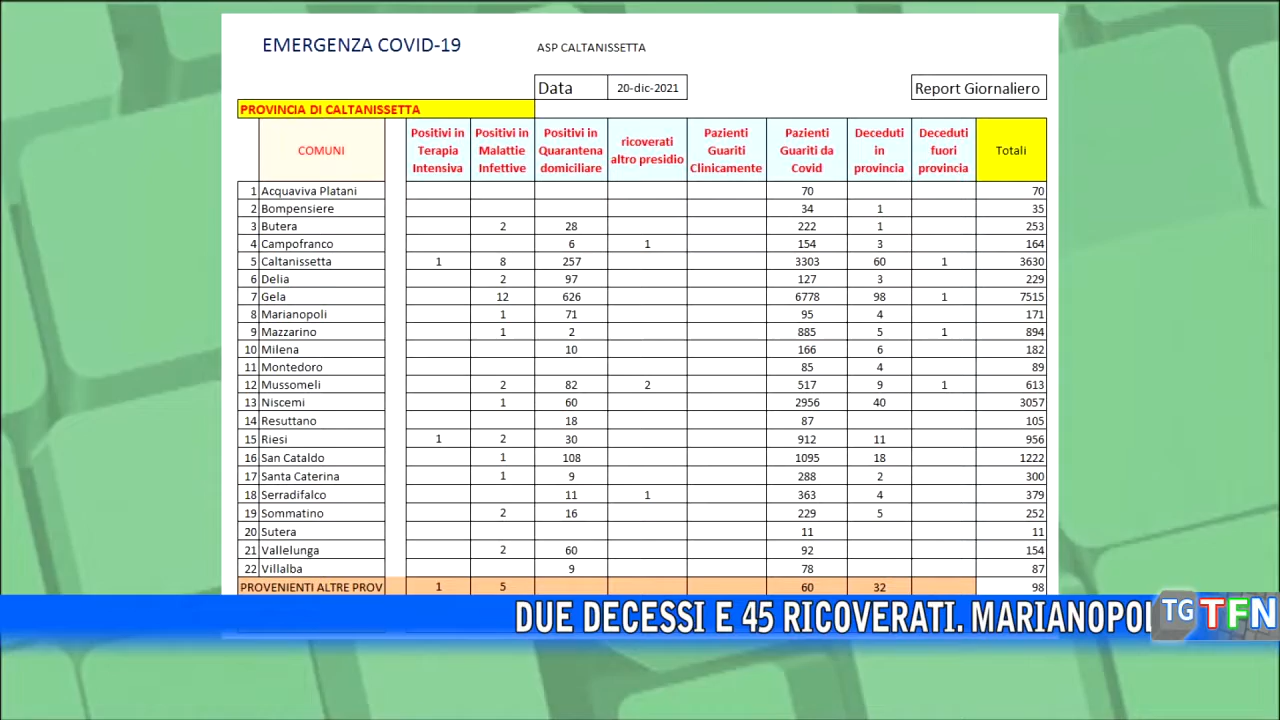 EMERGENZA COVID-19 ASP CALTANISSETTA
Data 20-dic-2021 Report Giornaliero
PROVINCIA DI CALTANISSETTA
COMUNI Positivi in Terapia Intensiva Positivi in Malattie Infettive Positivi in Quarantena domiciliare ricoverati altro presidio Pazienti Guariti Clinicamente Pazienti Guariti da Covid Deceduti in provincia Deceduti fuori provincia Totali
1 Acquaviva Platani 70 70
2 Bompensiere 34 1 35
3 Butera 2 28 222 1 253
4 Campofranco 6 1 154 3 164
5 Caltanissetta 1 8 257 3303 60 1 3630
6 Delia 2 97 127 3 229
7 Gela 12 626 6778 98 1 7515
8 Marianopoli 1 71 95 4 171
9 Mazzarino 1 2 885 5 1 894
10 Milena 10 166 6 182
11 Montedoro 85 4 89
12 Mussomeli 2 82 2 517 9 1 613
13 Niscemi 1 60 2956 40 3057
14 Resuttano 18 87 105
15 Riesi 1 2 30 912 11 956
16 San Cataldo 1 108 1095 18 1222
17 Santa Caterina 1 9 288 2 300
18 Serradifalco 11 1 363 4 379
19 Sommatino 2 16 229 5 252
20 Sutera 11 11
21 Vallelunga 2 60 92 154
22 Villalba 9 78 87
PROVENIENTI ALTRE PROV 1 5 60 32 98
DUE DECESSI E 45 RICOVERATI. MARIANOPOL
TG TFN